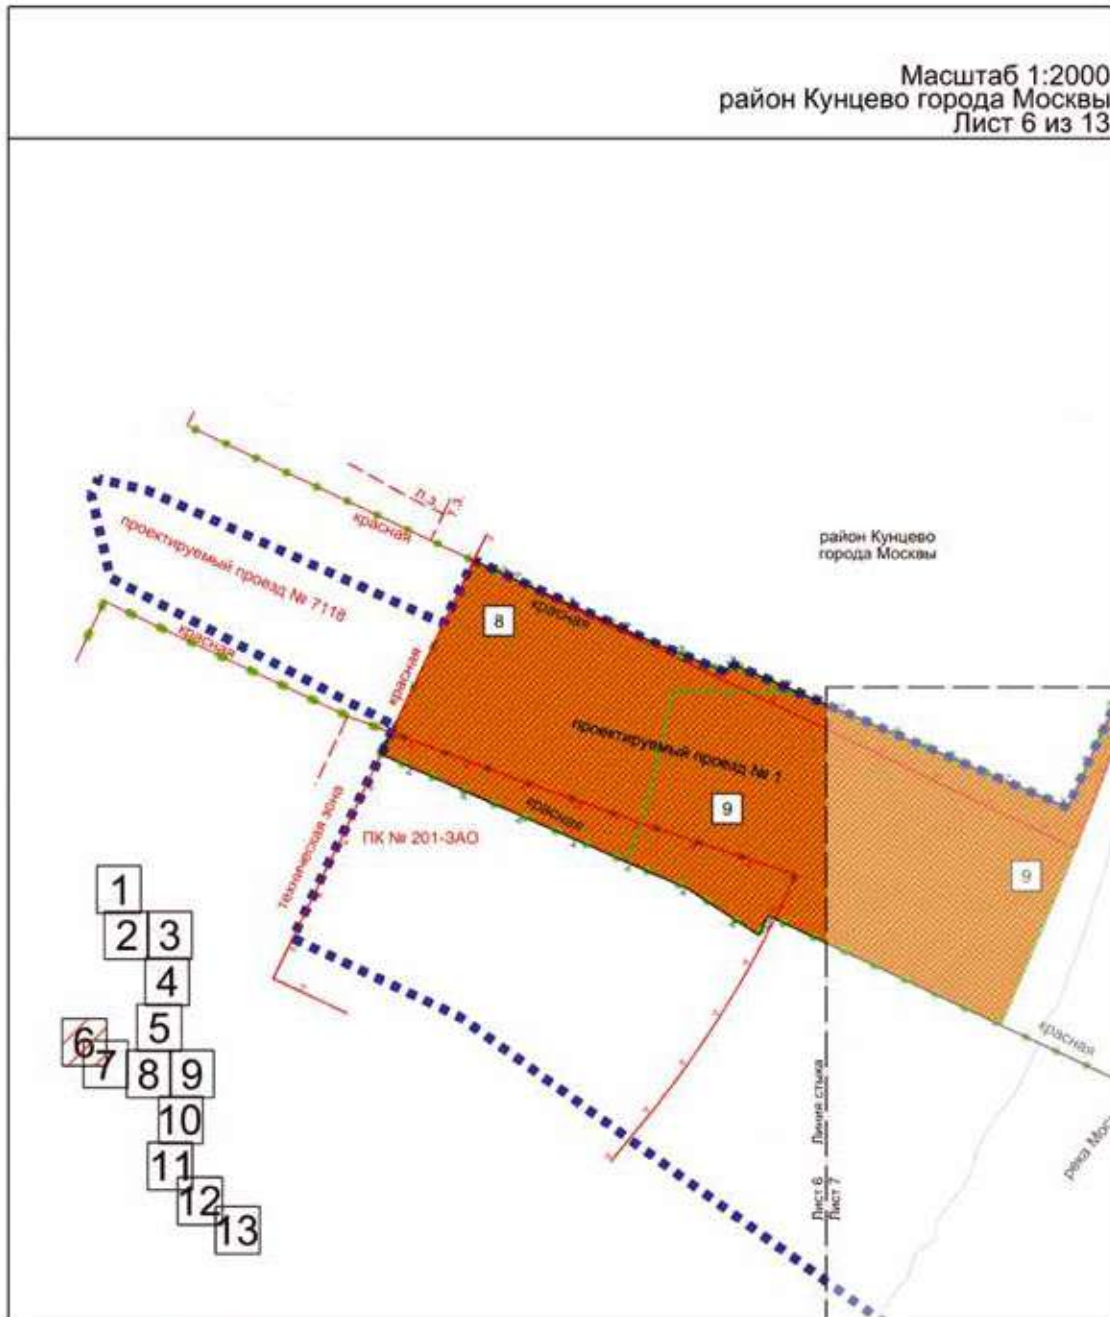 Масштаб 1:2000
район Кунцево города Москвы
Лист 6 из 13
Л.З.
Т.З.
красная
район Кунцево
города Москвы
проектируемый проезд № 7118
красная
8
красная
красная
проектируемый проезд № 1
9
красная
техническая зона
ПК № 201-ЗАО
9
красная
Линия стыка
Лист 6
Лист 7
река Мос
1
2
3
4
5
6
7
8
9
10
11
12
13